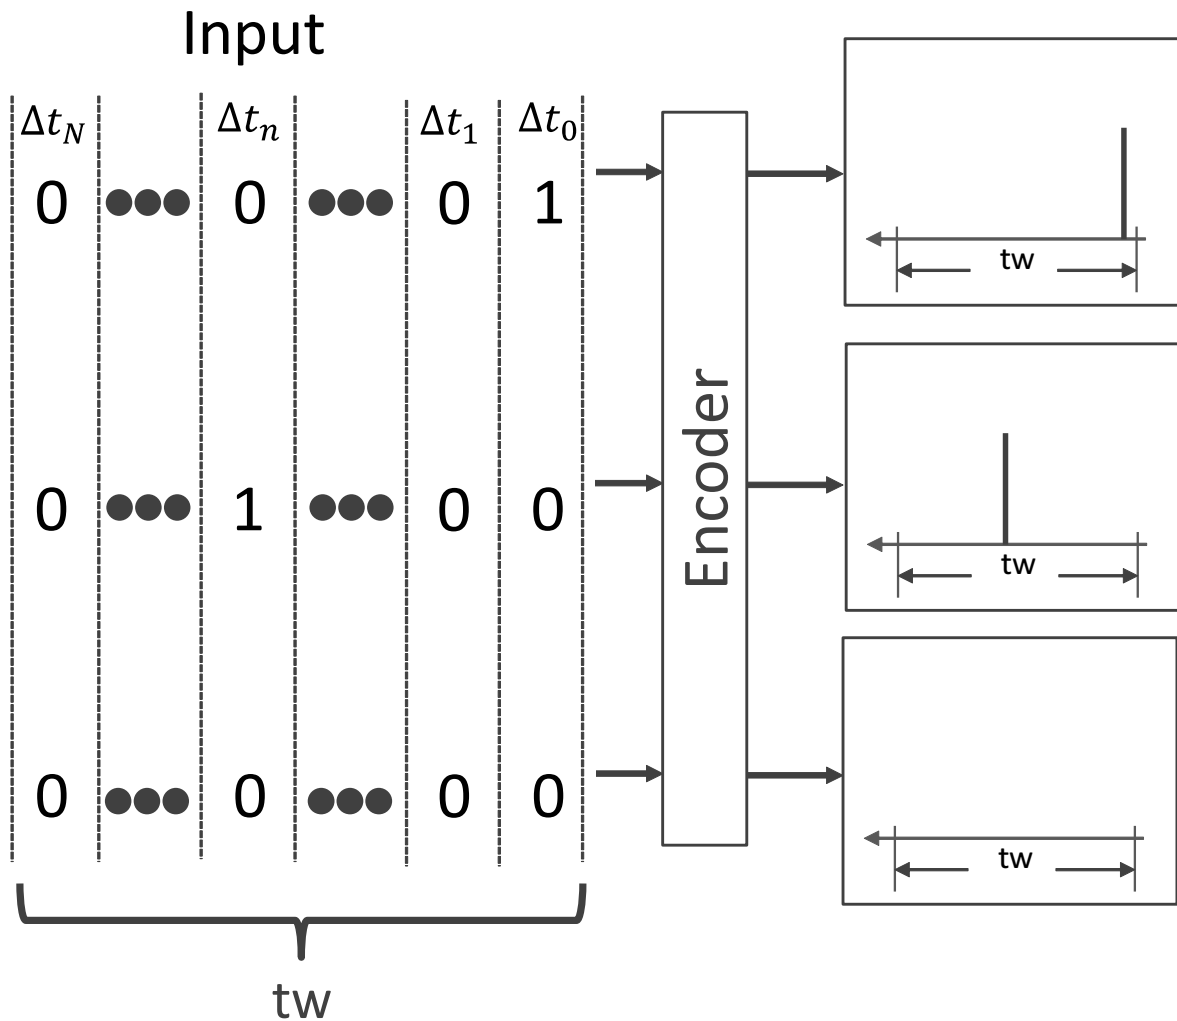 Input
Δt_N Δt_n Δt_1 Δt_0
0 0 0 1
tw
0 1 0 0
Encoder
tw
0 0 0 0
tw
tw